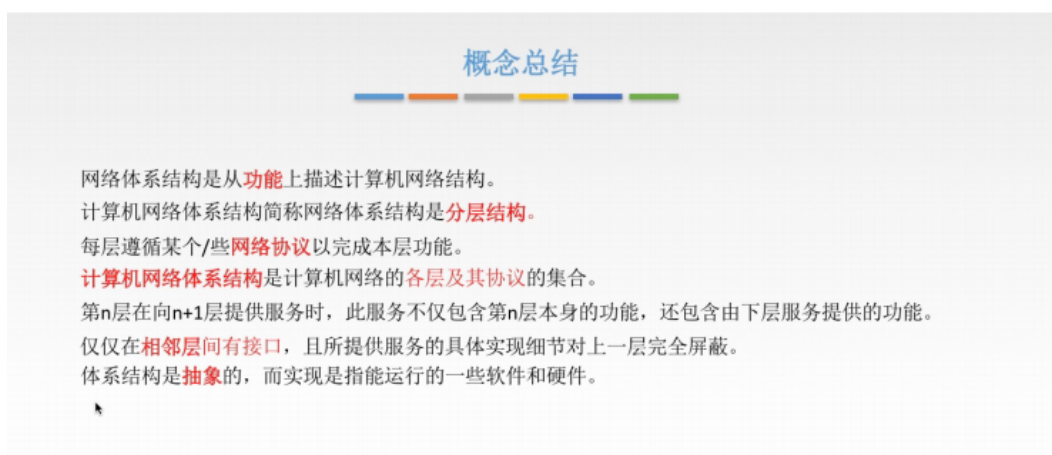 概念总结
网络体系结构是从功能上描述计算机网络结构。
计算机网络体系结构简称网络体系结构是分层结构。
每层遵循某个/些网络协议以完成本层功能。
计算机网络体系结构是计算机网络的各层及其协议的集合。
第n层在向n+1层提供服务时，此服务不仅包含第n层本身的功能，还包含由下层服务提供的功能。
仅仅在相邻层间有接口，且所提供服务的具体实现细节对上一层完全屏蔽。
体系结构是抽象的，而实现是指能运行的一些软件和硬件。